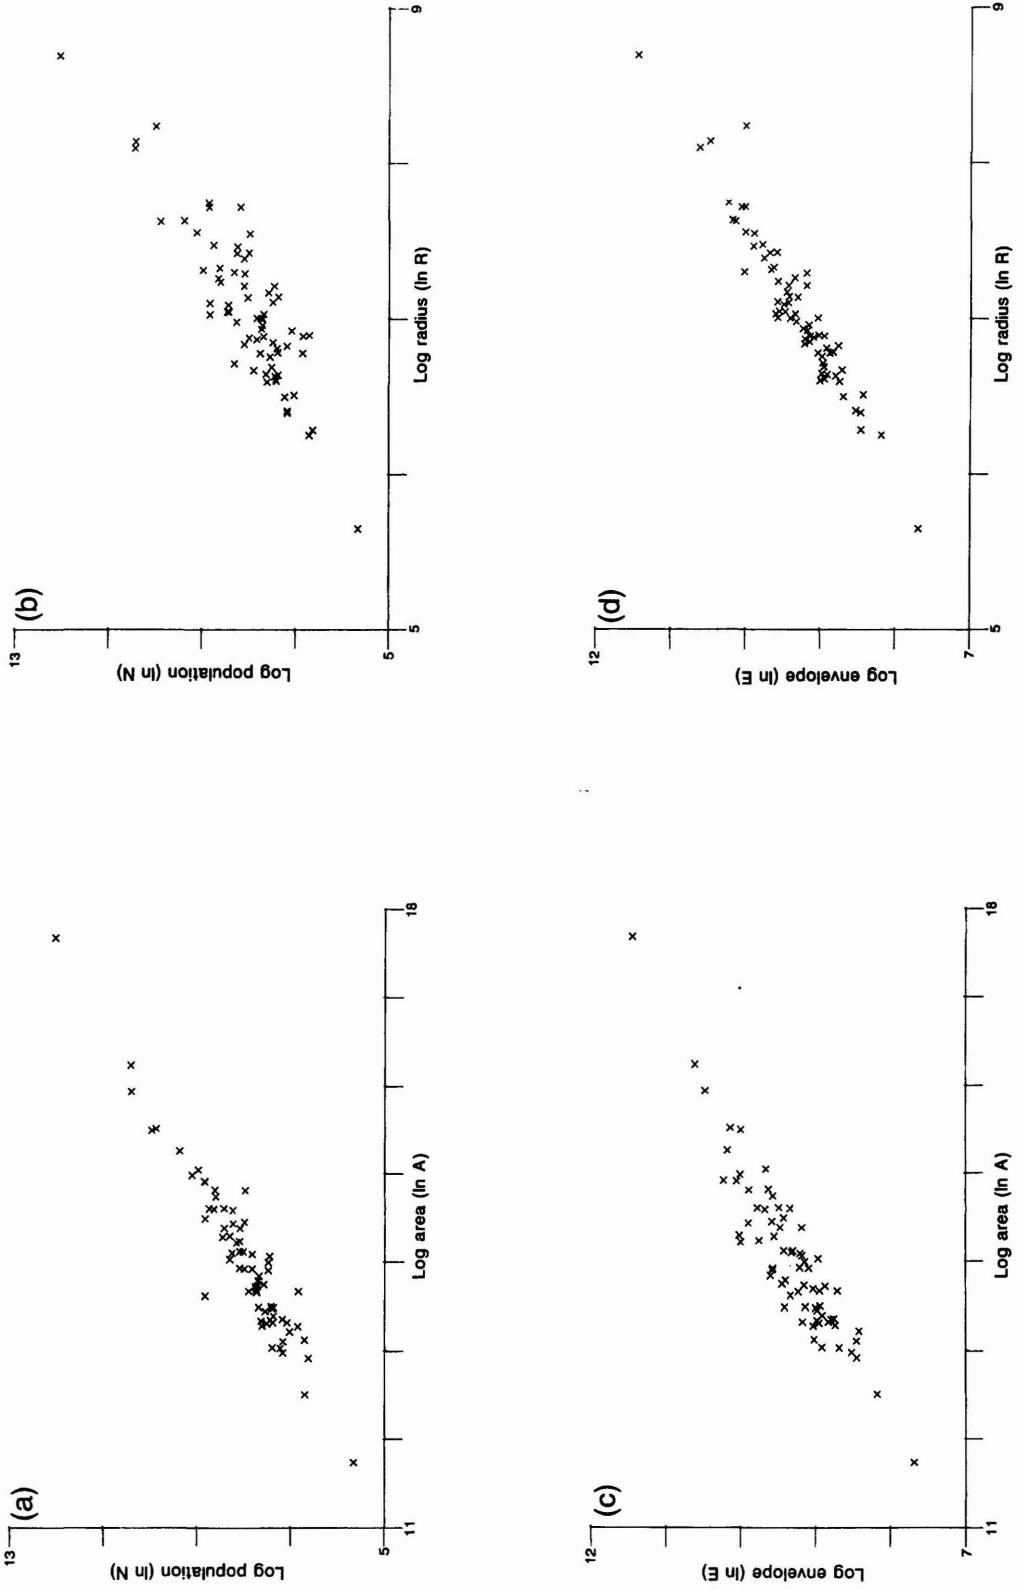 (a)
13
Log population (ln N)
5
11
Log area (ln A)
18
(b)
13
Log population (ln N)
5
5
Log radius (ln R)
9
(c)
12
Log envelope (ln E)
7
11
Log area (ln A)
18
(d)
12
Log envelope (ln E)
7
5
Log radius (ln R)
9